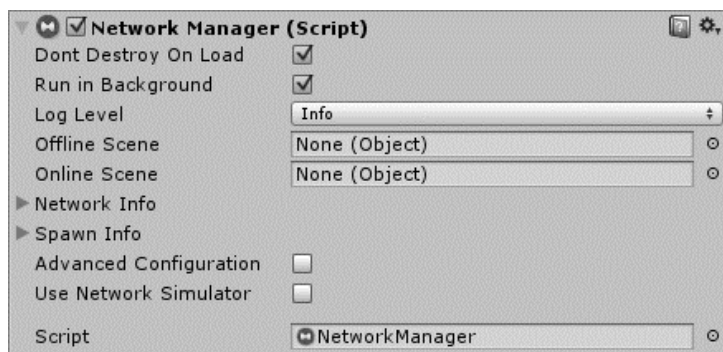 Network Manager (Script)
Dont Destroy On Load
Run in Background
Log Level Info
Offline Scene None (Object)
Online Scene None (Object)
Network Info
Spawn Info
Advanced Configuration
Use Network Simulator
Script NetworkManager